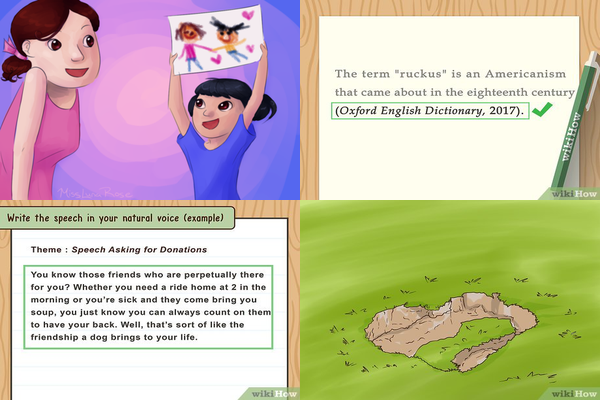 The term "ruckus" is an Americanism
that came about in the eighteenth century
(Oxford English Dictionary, 2017).
wikiHow
wikiHow
Write the speech in your natural voice (example)
Theme : Speech Asking for Donations
You know those friends who are perpetually there
for you? Whether you need a ride home at 2 in the
morning or you're sick and they come bring you
soup, you just know you can always count on them
to have your back. Well, that's sort of like the
friendship a dog brings to your life.
wikiHow
wikiHow